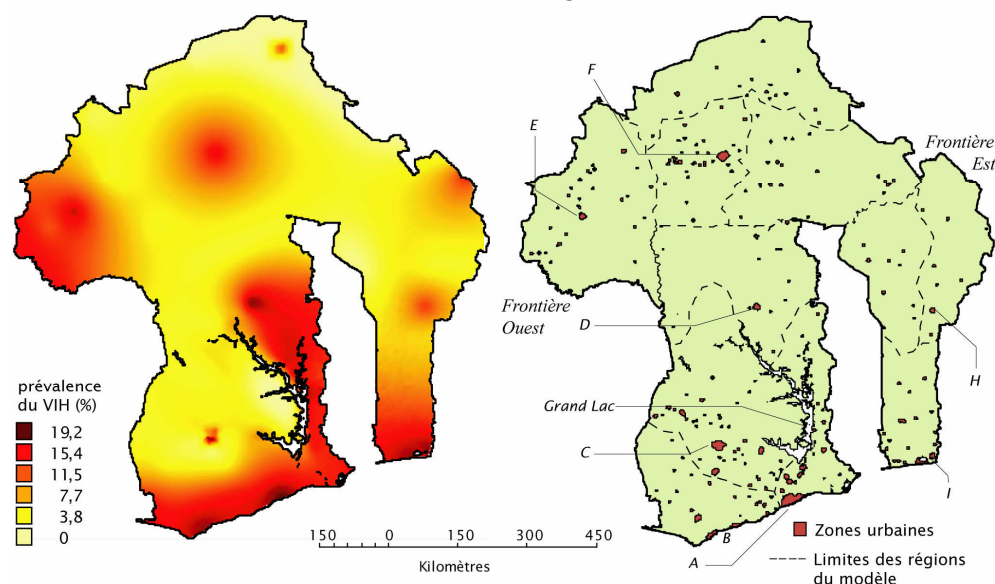 prévalence
du VIH (%)
19,2
15,4
11,5
7,7
3,8
0
150 0 150 300 450
Kilomètres
F
E
Frontière
Est
Frontière
Ouest
D
H
Grand Lac
C
I
B
A
Zones urbaines
Limites des régions
du modèle